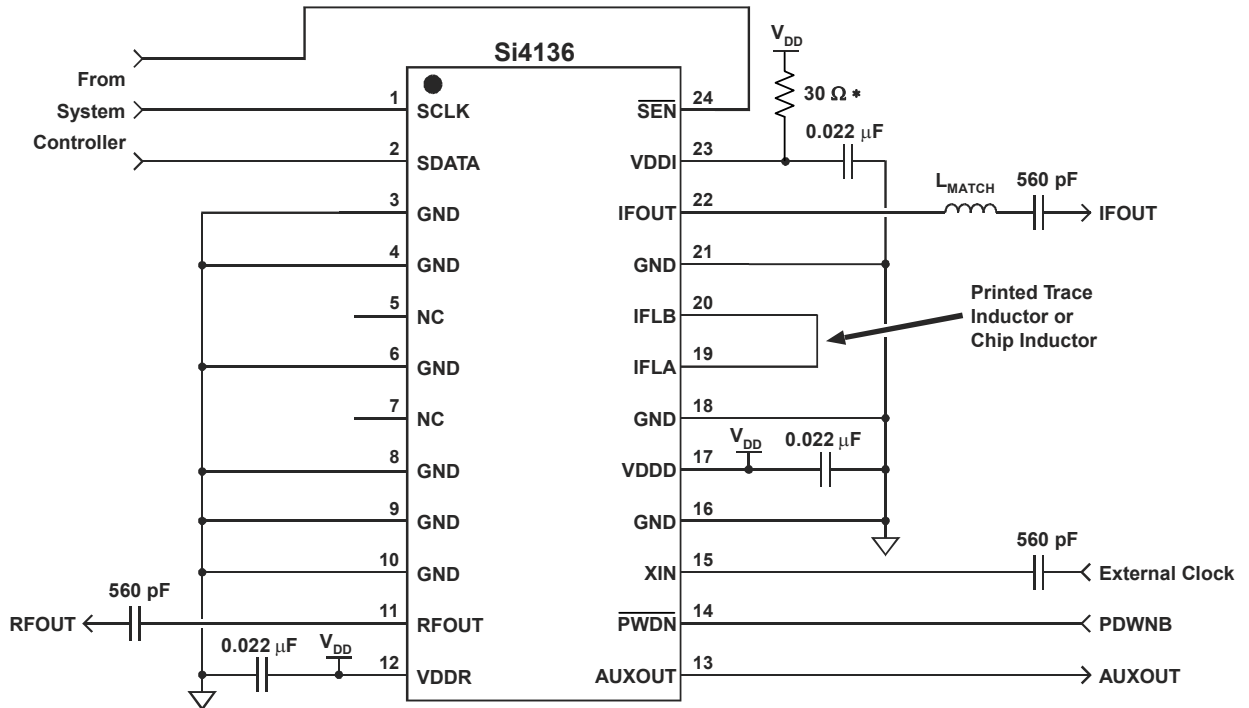 Si4136
From
System
Controller
1 SCLK
2 SDATA
3 GND
4 GND
5 NC
6 GND
7 NC
8 GND
9 GND
10 GND
11 RFOUT
12 VDDR
560 pF
RFOUT
0.022 μF
VDD
24 SEN
23 VDDI
22 IFOUT
21 GND
20 IFLB
19 IFLA
18 GND
17 VDDD
16 GND
15 XIN
14 PWDN
13 AUXOUT
VDD
30 Ω *
0.022 μF
LMATCH
560 pF
IFOUT
Printed Trace
Inductor or
Chip Inductor
VDD
0.022 μF
560 pF
External Clock
PDWNB
AUXOUT